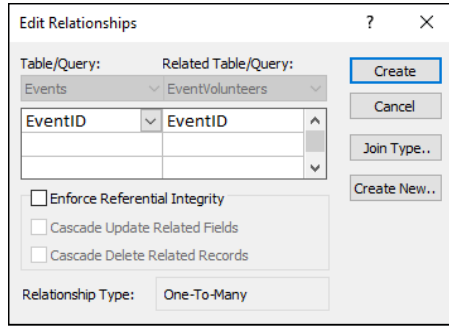 Edit Relationships ? ×
Table/Query: Related Table/Query:
Events EventVolunteers
EventID EventID
Enforce Referential Integrity
Cascade Update Related Fields
Cascade Delete Related Records
Relationship Type: One-To-Many
Create
Cancel
Join Type..
Create New..